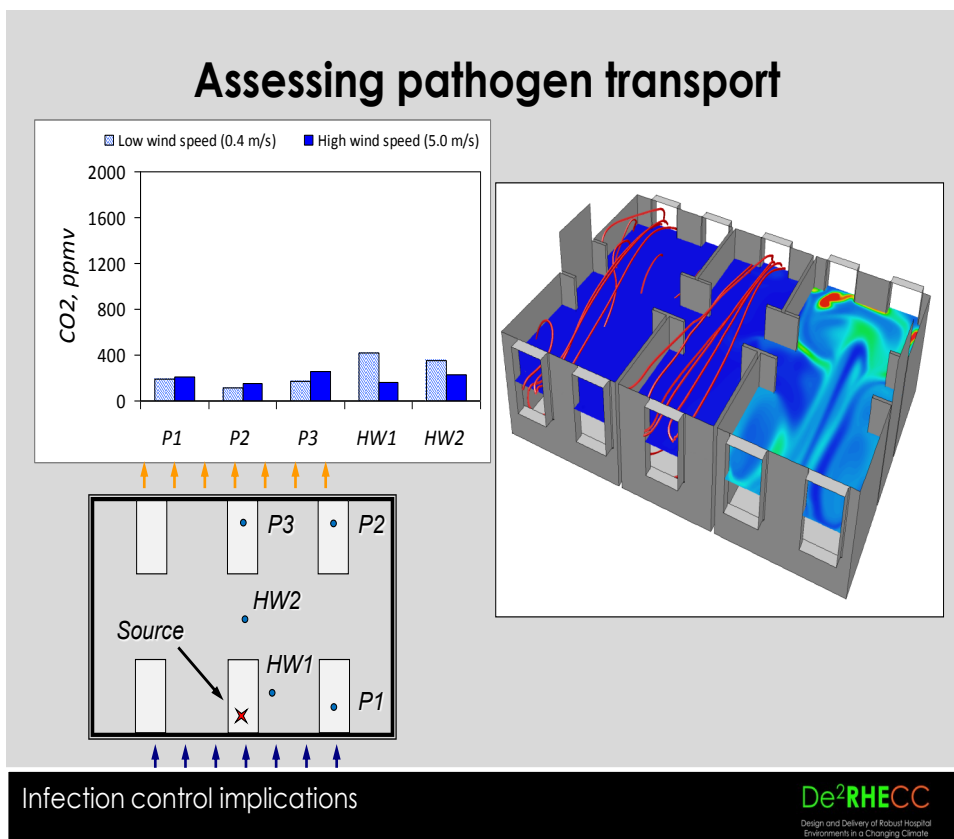 Assessing pathogen transport
Low wind speed (0.4 m/s) High wind speed (5.0 m/s)
2000
1600
1200
800
400
0
CO2, ppmv
P1 P2 P3 HW1 HW2
P3 P2
HW2
Source
HW1
P1
Infection control implications
De²RHECC
Design and Delivery of Robust Hospital
Environments in a Changing Climate